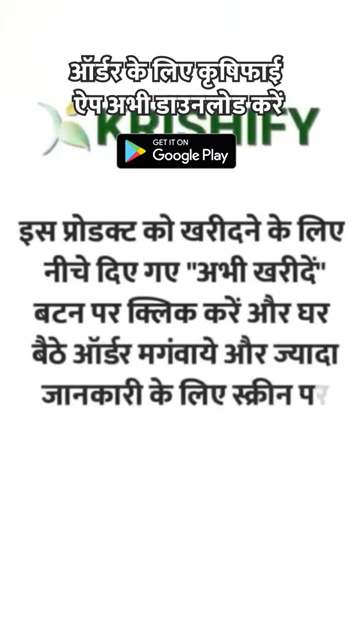 ऑर्डर के लिए कृषिफाई
ऐप अभी डाउनलोड करें
KRISHIFY
GET IT ON
Google Play
इस प्रोडक्ट को खरीदने के लिए
नीचे दिए गए "अभी खरीदें"
बटन पर क्लिक करें और घर
बैठे ऑर्डर मगंवाये और ज्यादा
जानकारी के लिए स्क्रीन पर